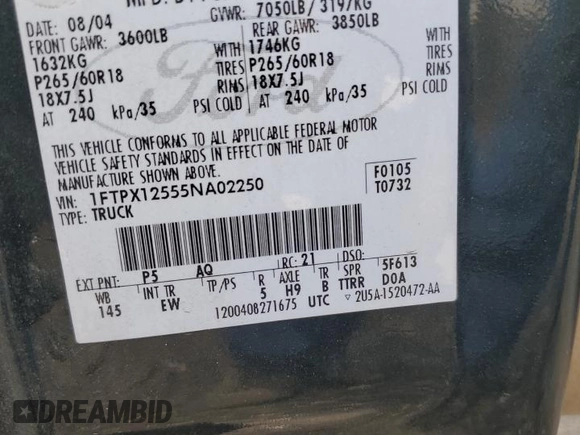 DATE: 08/04 GVWR: 7050LB/3197KG
FRONT GAWR: 3600LB REAR GAWR: 3850LB
1632KG WITH 1746KG WITH
P265/60R18 TIRES P265/60R18 TIRES
18X7.5J RIMS 18X7.5J RIMS
AT 240 kPa/35 PSI COLD AT 240 kPa/35 PSI COLD
Ford
THIS VEHICLE CONFORMS TO ALL APPLICABLE FEDERAL MOTOR
VEHICLE SAFETY STANDARDS IN EFFECT ON THE DATE OF
MANUFACTURE SHOWN ABOVE.
VIN: 1FTPX12555NA02250 F0105
TYPE: TRUCK T0732
EXT PNT: P5 AQ RC: 21 DSO:
WB INT TR TP/PS R AXLE TR SPR 5F613
145 EW 5 H9 B TTRR DOA
1200408271675 UTC ▽ 2U5A-1520472-AA
DREAMBID